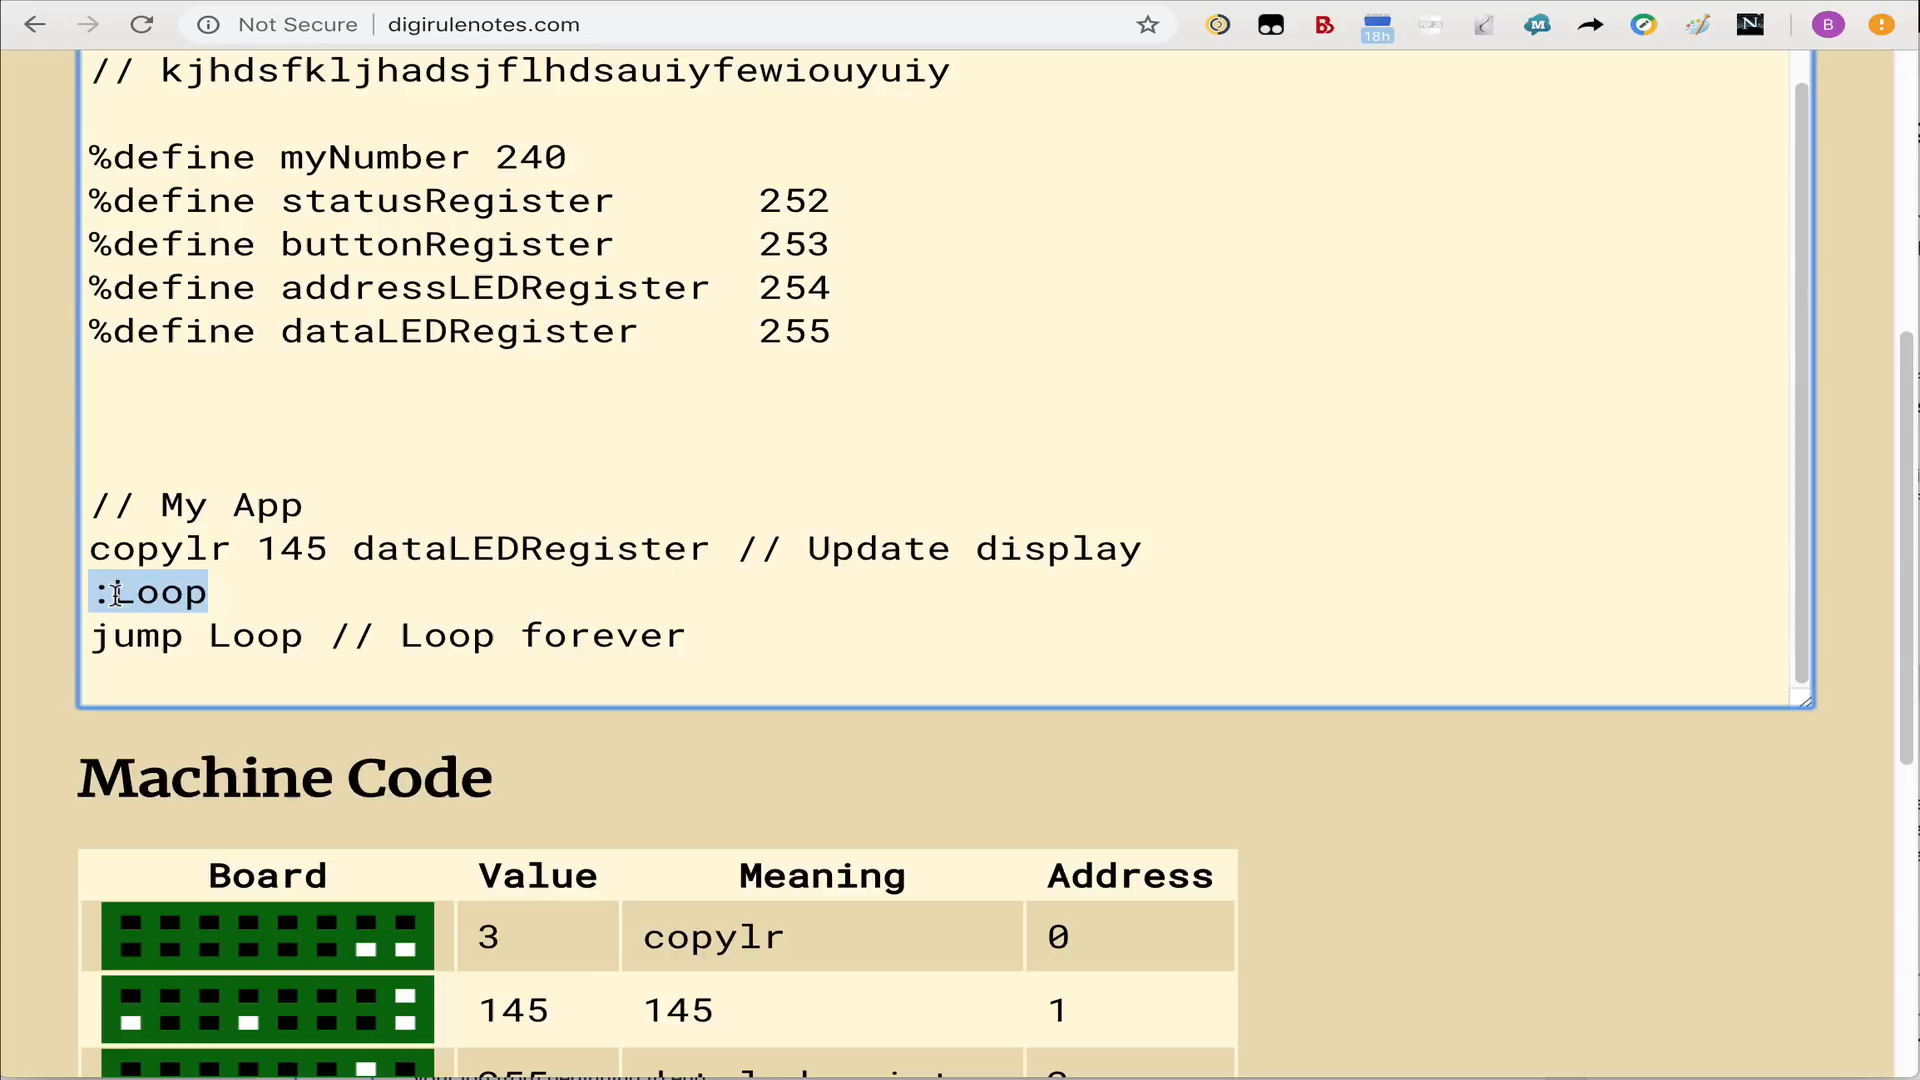 Not Secure digirulenotes.com
18h
B
// kjhdsfkljhadsjflhdsauiyfewiouyuiy
%define myNumber 240
%define statusRegister 252
%define buttonRegister 253
%define addressLEDRegister 254
%define dataLEDRegister 255
// My App
copylr 145 dataLEDRegister // Update display
:Loop
jump Loop // Loop forever
Machine Code
Board Value Meaning Address
3 copylr 0
145 145 1